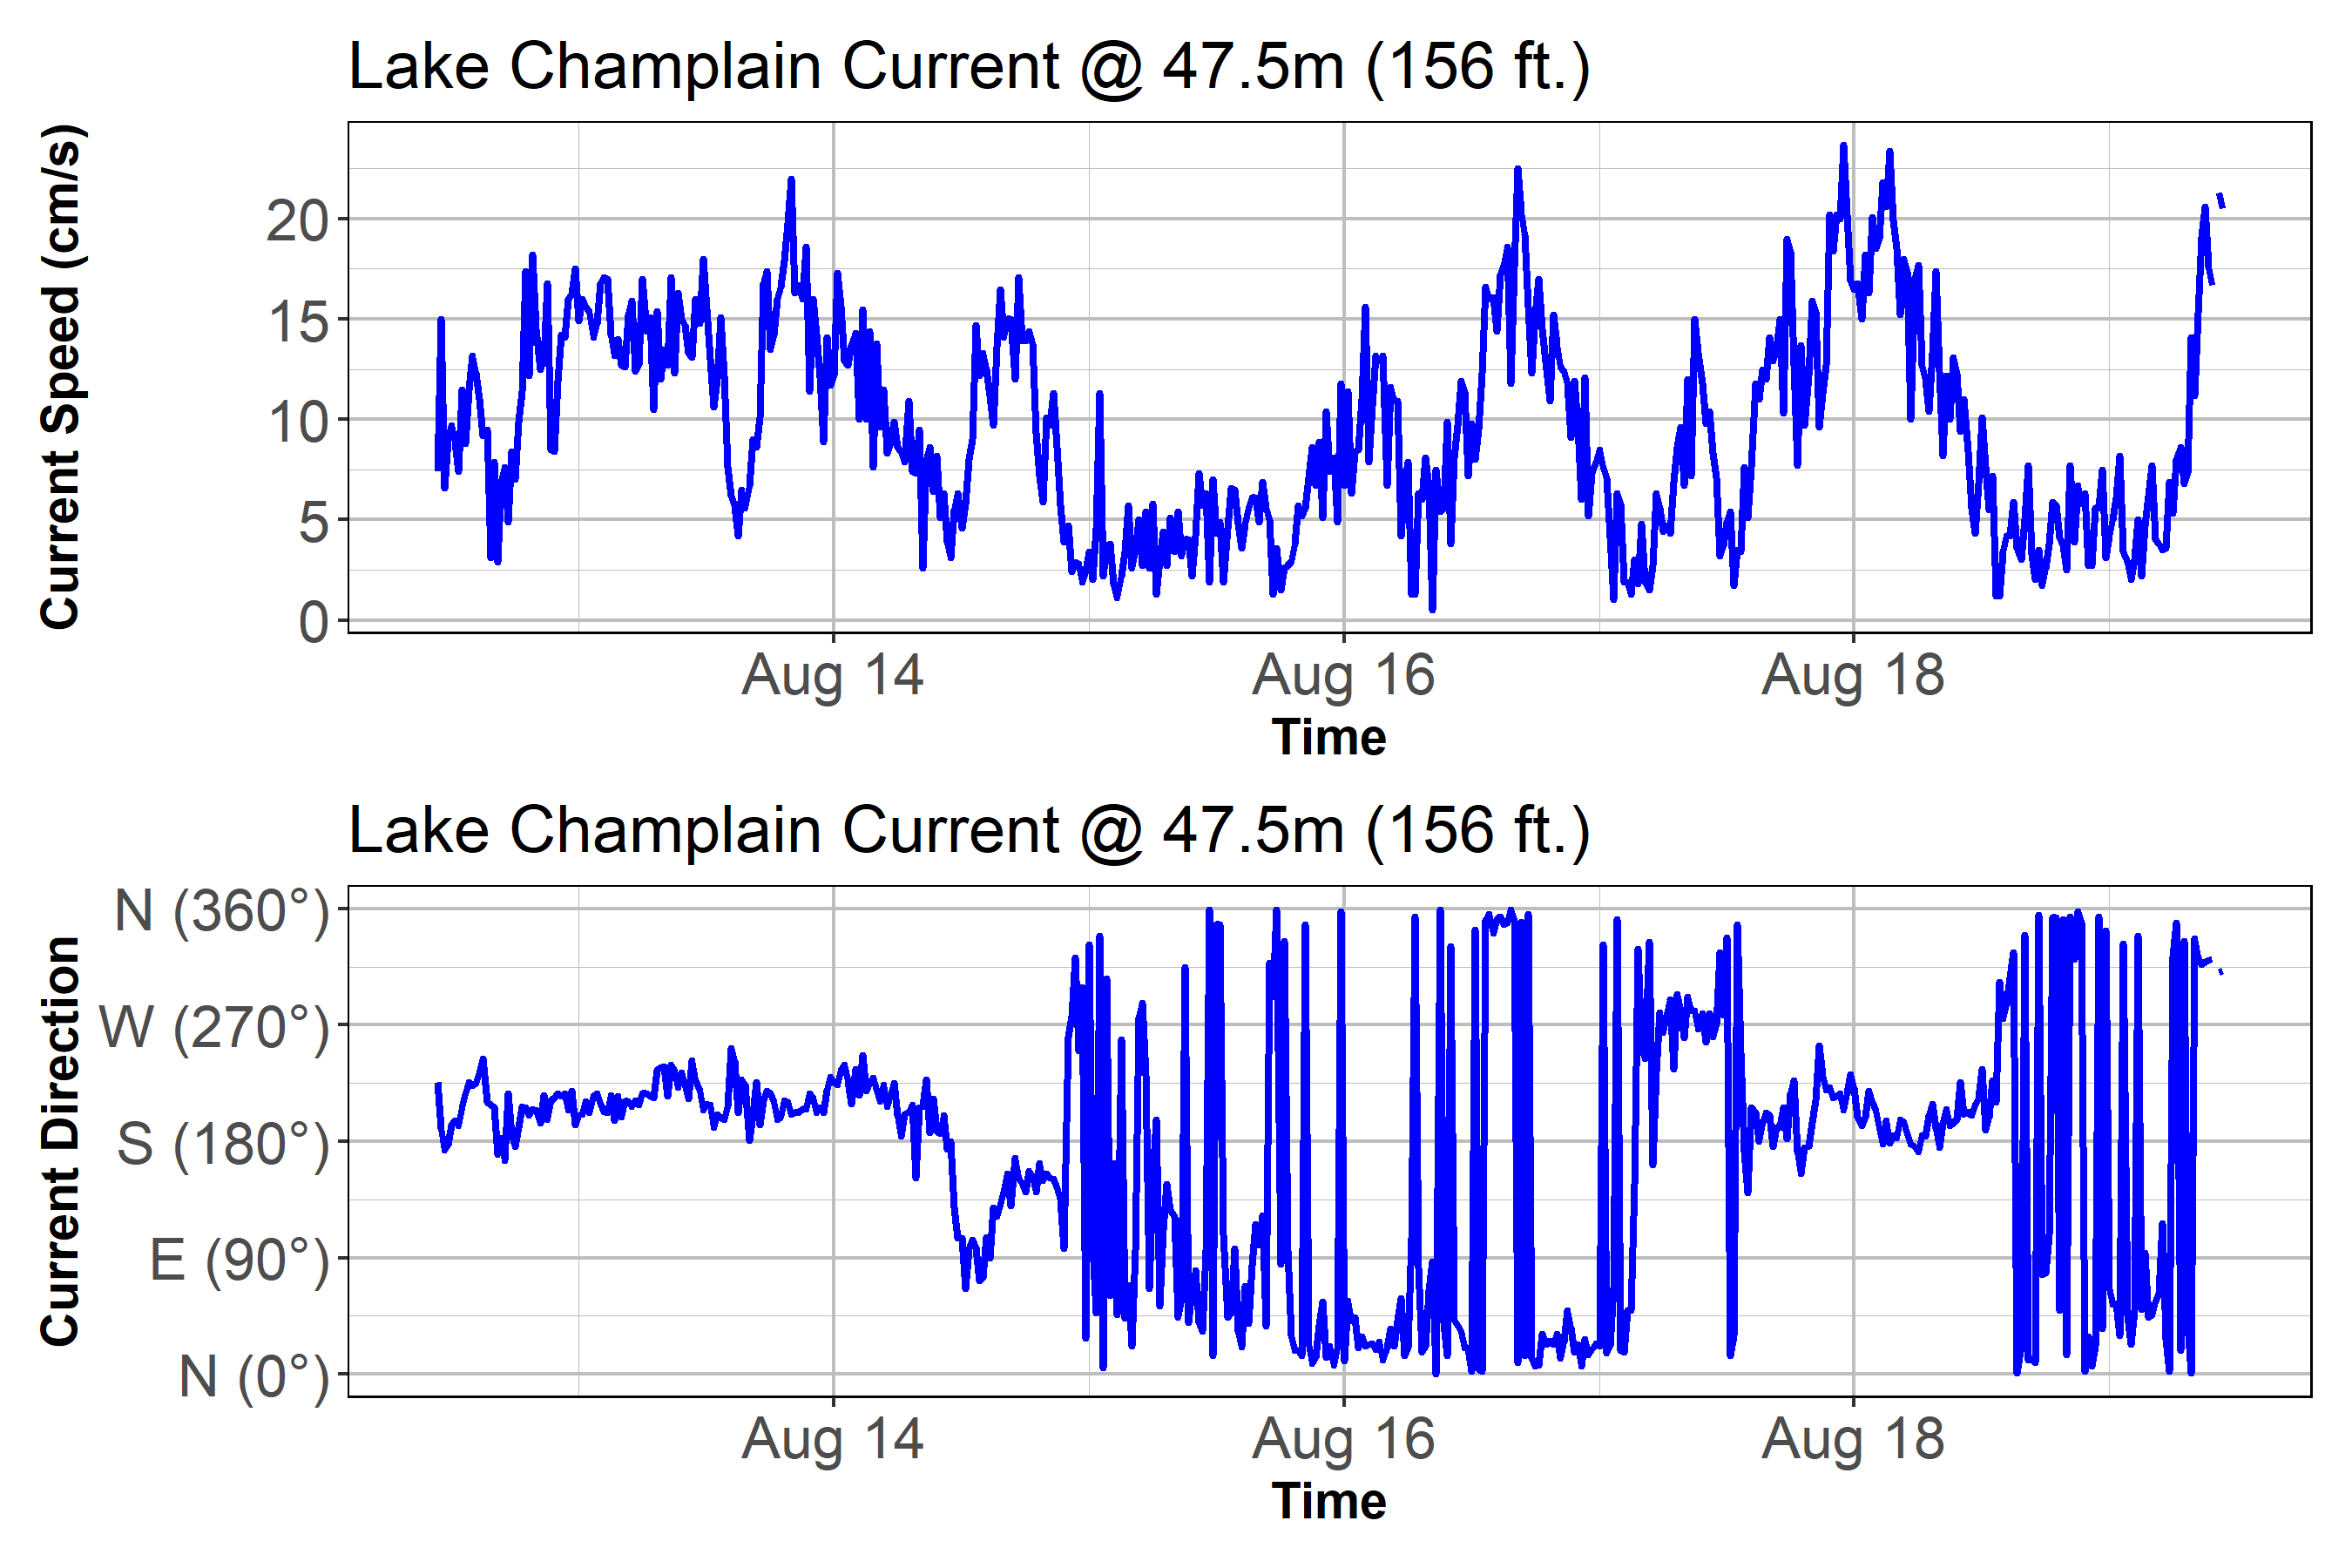 Lake Champlain Current @ 47.5m (156 ft.)
Current Speed (cm/s)
20
15
10
5
0
Aug 14 Aug 16 Aug 18
Time
Lake Champlain Current @ 47.5m (156 ft.)
Current Direction
N (360°)
W (270°)
S (180°)
E (90°)
N (0°)
Aug 14 Aug 16 Aug 18
Time